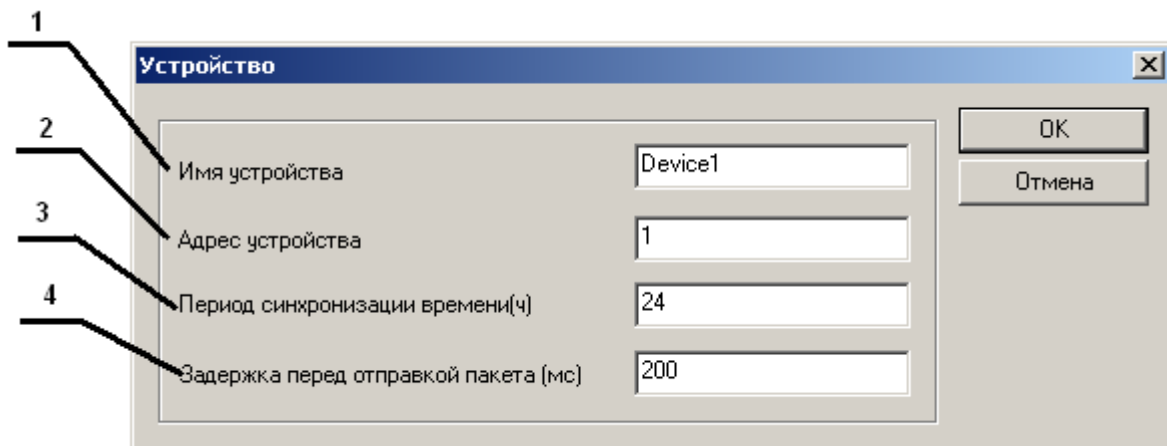 1
Устройство
2
OK
Имя устройства
Device1
Отмена
3
Адрес устройства
1
4
Период синхронизации времени(ч)
24
Задержка перед отправкой пакета (мс)
200